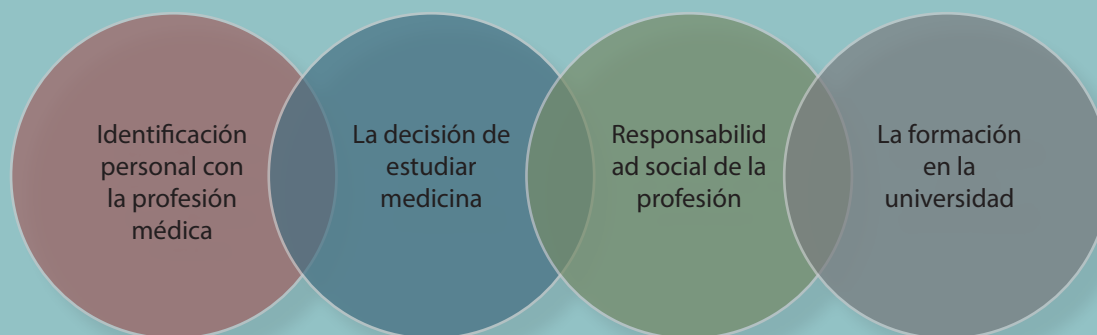 Identificación
personal con
la profesión
médica
La decisión de
estudiar
medicina
Responsabilid
ad social de la
profesión
La formación
en la
universidad